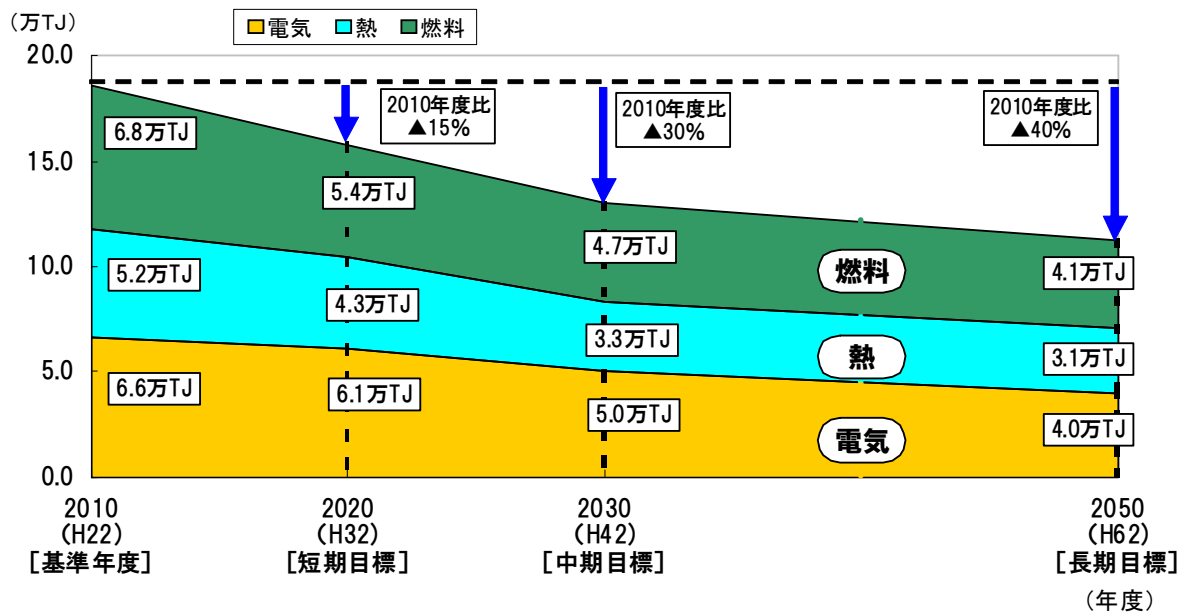 (万TJ)
電気 熱 燃料
20.0
15.0
10.0
5.0
0.0
2010年度比
▲15%
2010年度比
▲30%
2010年度比
▲40%
6.8万TJ
5.4万TJ
4.7万TJ
4.1万TJ
燃料
5.2万TJ
4.3万TJ
3.3万TJ
3.1万TJ
熱
6.6万TJ
6.1万TJ
5.0万TJ
4.0万TJ
電気
2010
(H22)
[基準年度]
2020
(H32)
[短期目標]
2030
(H42)
[中期目標]
2050
(H62)
[長期目標]
(年度)